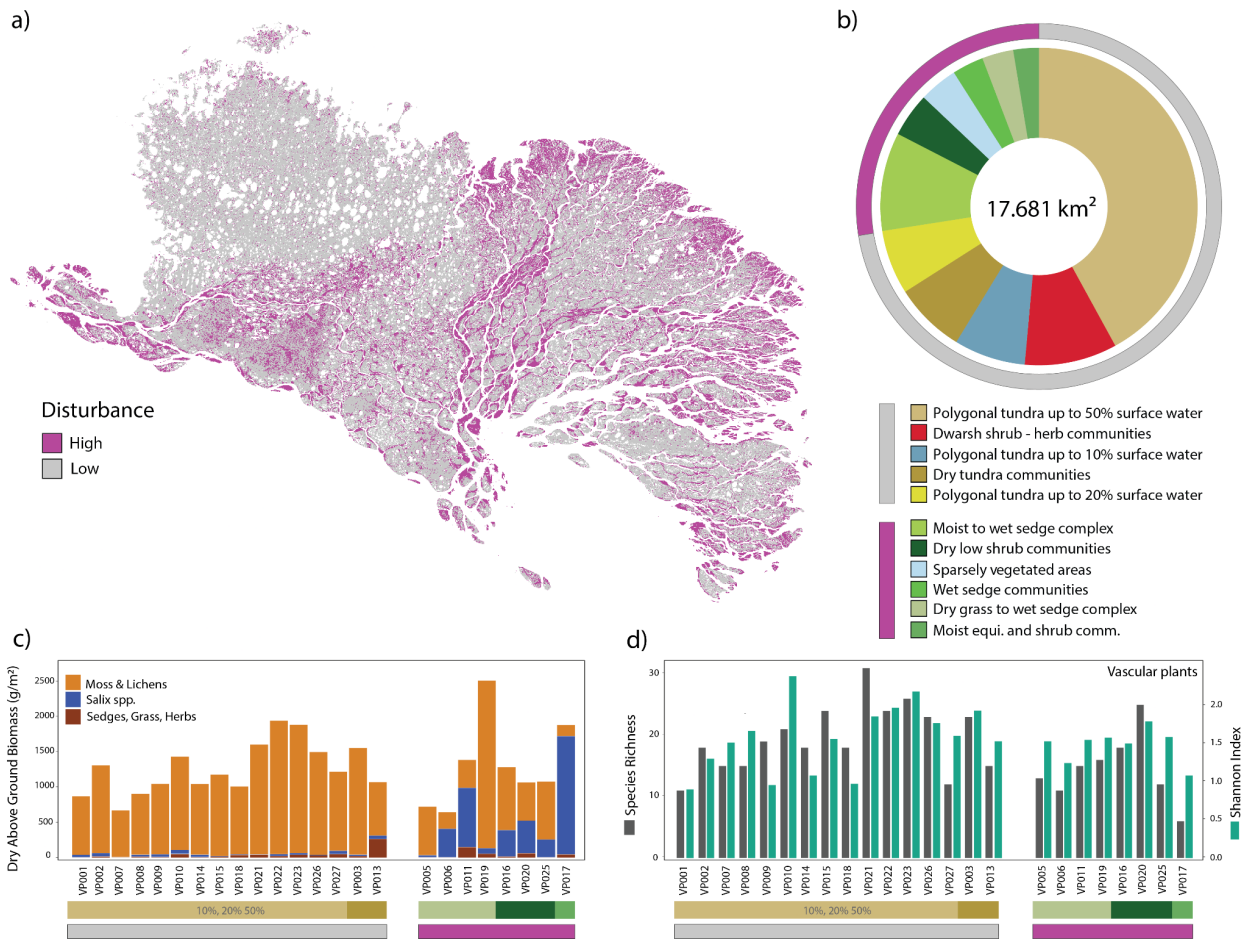 a)
b)
17.681 km²
Disturbance
High
Low
Polygonal tundra up to 50% surface water
Dwarsh shrub - herb communities
Polygonal tundra up to 10% surface water
Dry tundra communities
Polygonal tundra up to 20% surface water
Moist to wet sedge complex
Dry low shrub communities
Sparsely vegetated areas
Wet sedge communities
Dry grass to wet sedge complex
Moist equi. and shrub comm.
c)
Dry Above Ground Biomass (g/m²)
2500
2000
1500
1000
500
0
Moss & Lichens
Salix spp.
Sedges, Grass, Herbs
VP001
VP002
VP007
VP008
VP009
VP010
VP014
VP015
VP018
VP021
VP022
VP023
VP026
VP027
VP003
VP013
VP005
VP006
VP011
VP019
VP016
VP020
VP025
VP017
10%, 20% 50%
d)
Vascular plants
Species Richness
30
20
10
0
Shannon Index
2.0
1.5
1.0
0.5
0.0
VP001
VP002
VP007
VP008
VP009
VP010
VP014
VP015
VP018
VP021
VP022
VP023
VP026
VP027
VP003
VP013
VP005
VP006
VP011
VP019
VP016
VP020
VP025
VP017
10%, 20% 50%